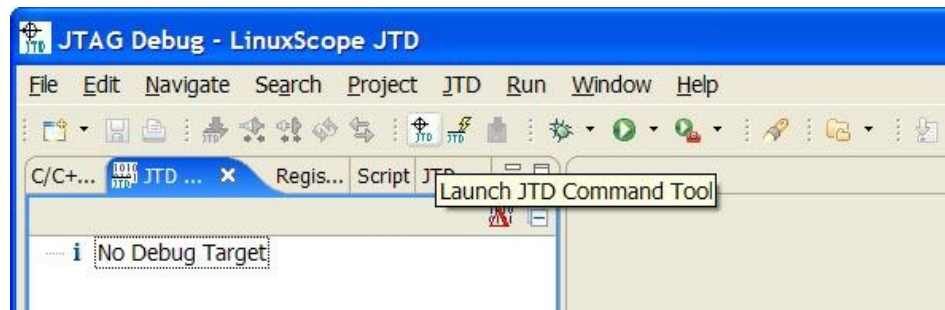 JTAG Debug - LinuxScope JTD
File Edit Navigate Search Project JTD Run Window Help
C/C+... JTD ... Regis... Script JTD
Launch JTD Command Tool
i No Debug Target